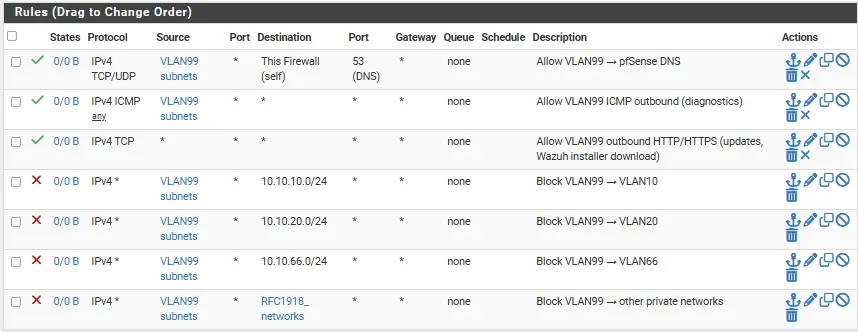 Rules (Drag to Change Order)
States Protocol Source Port Destination Port Gateway Queue Schedule Description Actions
0/0 B IPv4 TCP/UDP VLAN99 subnets * This Firewall (self) 53 (DNS) * none Allow VLAN99 → pfSense DNS
0/0 B IPv4 ICMP any VLAN99 subnets * * * * none Allow VLAN99 ICMP outbound (diagnostics)
0/0 B IPv4 TCP * * * * * none Allow VLAN99 outbound HTTP/HTTPS (updates, Wazuh installer download)
0/0 B IPv4 * VLAN99 subnets * 10.10.10.0/24 * * none Block VLAN99 → VLAN10
0/0 B IPv4 * VLAN99 subnets * 10.10.20.0/24 * * none Block VLAN99 → VLAN20
0/0 B IPv4 * VLAN99 subnets * 10.10.66.0/24 * * none Block VLAN99 → VLAN66
0/0 B IPv4 * VLAN99 subnets * RFC1918_ networks * * none Block VLAN99 → other private networks